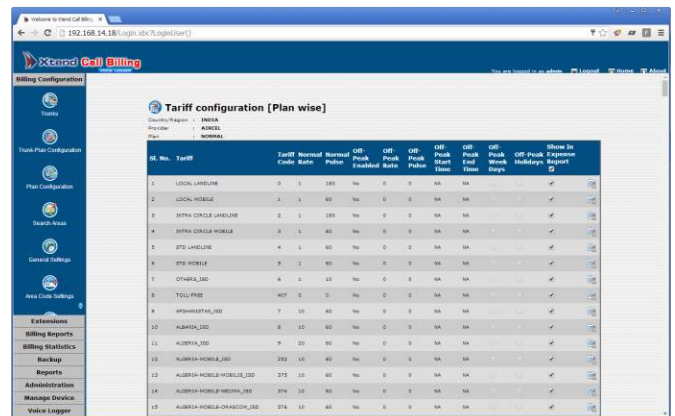 Welcome to Xtend Call Billing
192.168.14.18/Login.xbc?LoginUser()
Xtend Call Billing
You are logged in as admin Logout Home About
Billing Configuration
Trunks
Trunk-Plan Configuration
Plan Configuration
Search Areas
General Settings
Area Code Settings
Extensions
Billing Reports
Billing Statistics
Backup
Reports
Administration
Manage Device
Voice Logger
Tariff configuration [Plan wise]
Country/Region : INDIA
Provider : AIRCEL
Plan : NORMAL
Sl. No. Tariff Tariff Code Normal Rate Normal Pulse Off-Peak Enabled Off-Peak Rate Off-Peak Pulse Off-Peak Start Time Off-Peak End Time Off-Peak Week Days Off-Peak Holidays Show in Expense Report
1 LOCAL LANDLINE 0 1 180 No 0 0 NA NA
2 LOCAL MOBILE 1 1 60 No 0 0 NA NA
3 INTRA CIRCLE LANDLINE 2 1 180 No 0 0 NA NA
4 INTRA CIRCLE MOBILE 3 1 60 No 0 0 NA NA
5 STD LANDLINE 4 1 60 No 0 0 NA NA
6 STD MOBILE 5 1 60 No 0 0 NA NA
7 OTHERS_ISD 6 1 10 No 0 0 NA NA
8 TOLL-FREE 407 0 0 No 0 0 NA NA
9 AFGHANISTAN_ISD 7 10 60 No 0 0 NA NA
10 ALBANIA_ISD 8 10 60 No 0 0 NA NA
11 ALGERIA_ISD 9 20 60 No 0 0 NA NA
12 ALGERIA-MOBILE_ISD 10 60 No 0 0 NA NA
13 ALGERIA-MOBILE-MOBILIS_ISD 375 10 60 No 0 0 NA NA
14 ALGERIA-MOBILE-NEDJMA_ISD 374 10 60 No 0 0 NA NA
15 ALGERIA-MOBILE-ORASCOM_ISD 376 10 60 No 0 0 NA NA